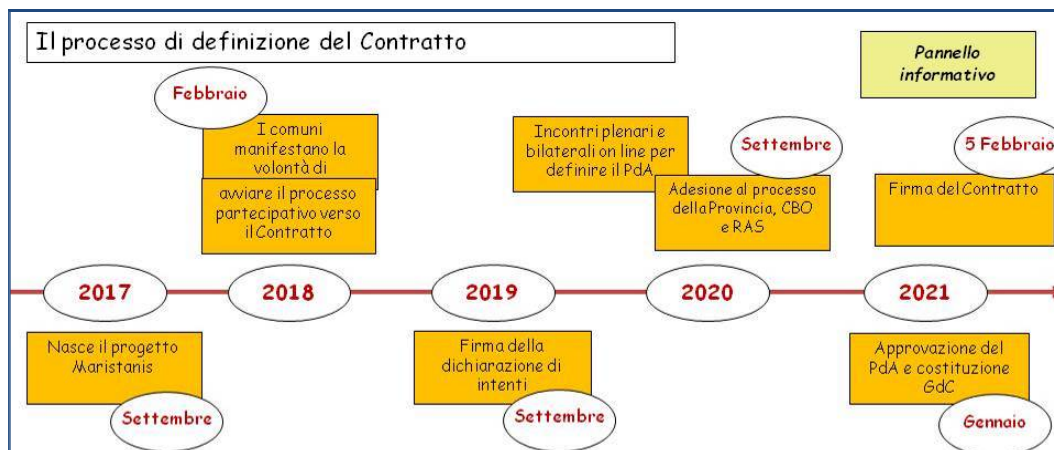 Il processo di definizione del Contratto
Pannello
informativo
Febbraio
I comuni
manifestano la
volontà di
avviare il processo
partecipativo verso
il Contratto
Incontri plenari e
bilaterali on line per
definire il PdA
Settembre
Adesione al processo
della Provincia, CBO
e RAS
5 Febbraio
Firma del Contratto
2017
2018
2019
2020
2021
Nasce il progetto
Maristanis
Settembre
Firma della
dichiarazione di
intenti
Settembre
Approvazione del
PdA e costituzione
GdC
Gennaio